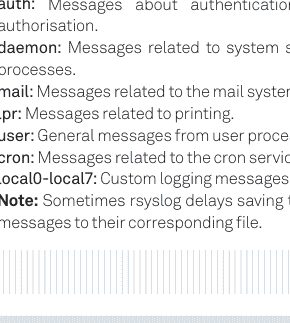 auth: Messages about authentication
authorisation.
daemon: Messages related to system s
processes.
mail: Messages related to the mail system
lpr: Messages related to printing.
user: General messages from user proce
cron: Messages related to the cron servic
local0-local7: Custom logging messages
Note: Sometimes rsyslog delays saving t
messages to their corresponding file.